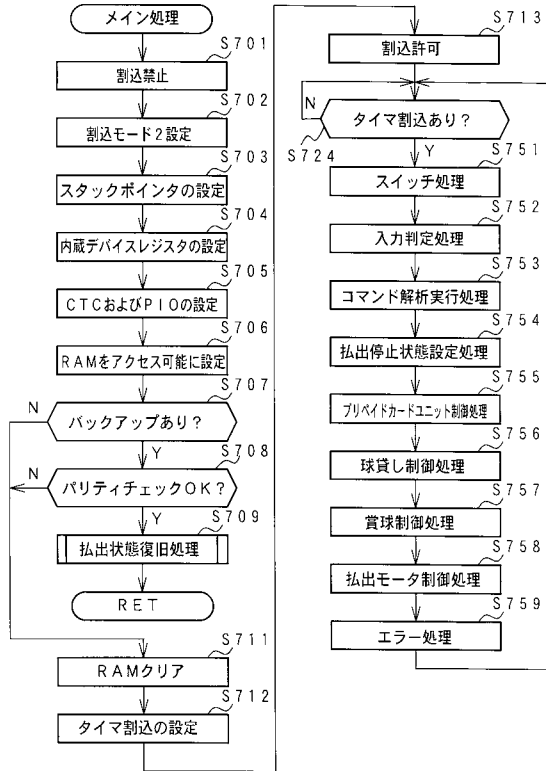 メイン処理
S701
割込禁止
S702
割込モード2設定
S703
スタックポインタの設定
S704
内蔵デバイスレジスタの設定
S705
CTCおよびPIOの設定
S706
RAMをアクセス可能に設定
S707
バックアップあり?
N
Y
S708
パリティチェックOK?
N
Y
S709
払出状態復旧処理
RET
S711
RAMクリア
S712
タイマ割込の設定
S713
割込許可
N
タイマ割込あり?
S724
Y
S751
スイッチ処理
S752
入力判定処理
S753
コマンド解析実行処理
S754
払出停止状態設定処理
S755
プリペイドカードユニット制御処理
S756
球貸し制御処理
S757
賞球制御処理
S758
払出モータ制御処理
S759
エラー処理